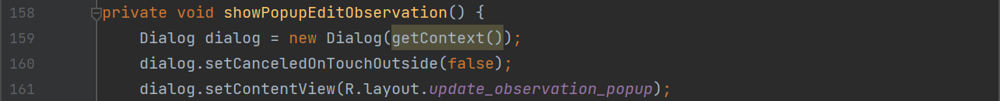 158 private void showPopupEditObservation() {
159 Dialog dialog = new Dialog(getContext());
160 dialog.setCanceledOnTouchOutside(false);
161 dialog.setContentView(R.layout.update_observation_popup);